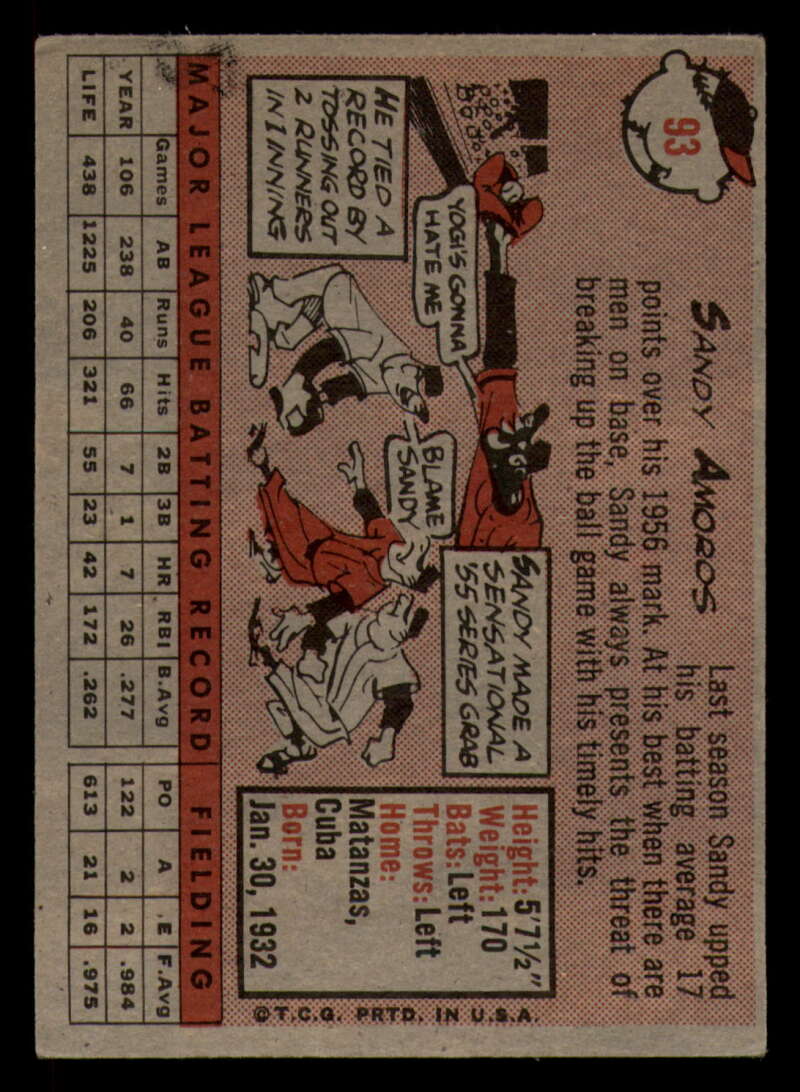 93
SANDY AMOROS
Last season Sandy upped
his batting average 17
points over his 1956 mark. At his best when there are
men on base, Sandy always presents the threat of
breaking up the ball game with his timely hits.
YOGI'S GONNA
HATE ME
SANDY MADE A
SENSATIONAL
'55 SERIES GRAB
HE TIED A
RECORD BY
TOSSING OUT
2 RUNNERS
IN 1 INNING
BLAME
SANDY
Height: 5'7½"
Weight: 170
Bats: Left
Throws: Left
Home:
Matanzas,
Cuba
Born:
Jan. 30, 1932
©T.C.G. PRTD. IN U.S.A.
MAJOR LEAGUE BATTING RECORD FIELDING
Games AB Runs Hits 2B 3B HR RBI B.Avg PO A E F.Avg
YEAR 106 238 40 66 7 1 7 26 .277 122 2 2 .984
LIFE 438 1225 206 321 55 23 42 172 .262 613 21 16 .975